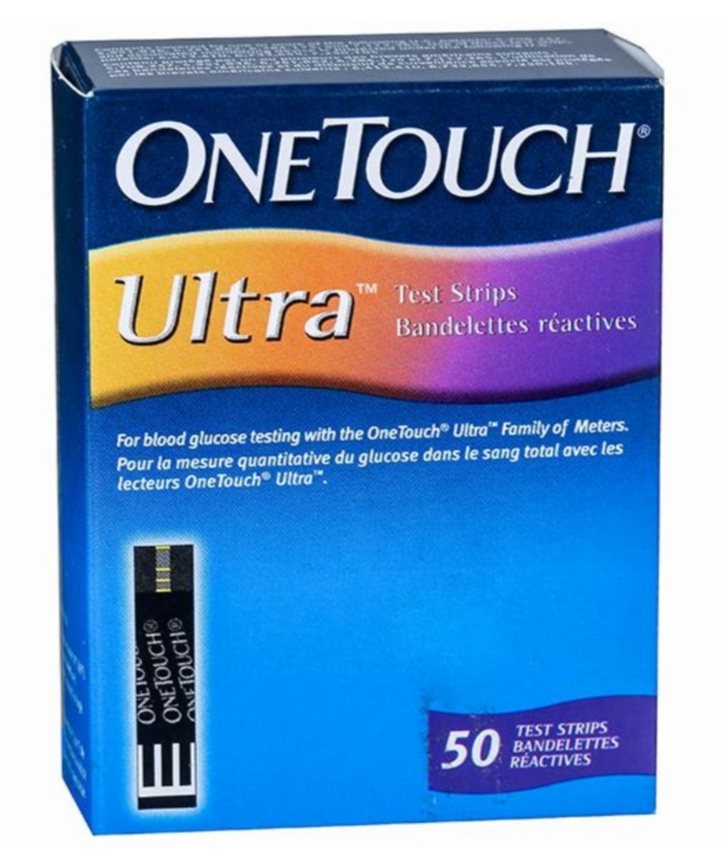 ONETOUCH®
Ultra™ Test Strips
Bandelettes réactives
For blood glucose testing with the OneTouch® Ultra™ Family of Meters.
Pour la mesure quantitative du glucose dans le sang total avec les
lecteurs OneTouch® Ultra™.
ONETOUCH®
ONETOUCH®
50 TEST STRIPS
BANDELETTES
RÉACTIVES